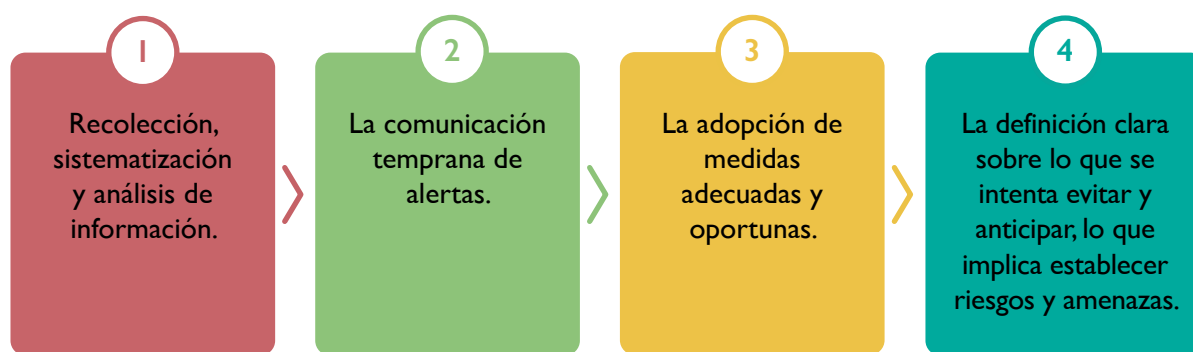 1
Recolección,
sistematización
y análisis de
información.
2
La comunicación
temprana de
alertas.
3
La adopción de
medidas
adecuadas y
oportunas.
4
La definición clara
sobre lo que se
intenta evitar y
anticipar, lo que
implica establecer
riesgos y amenazas.